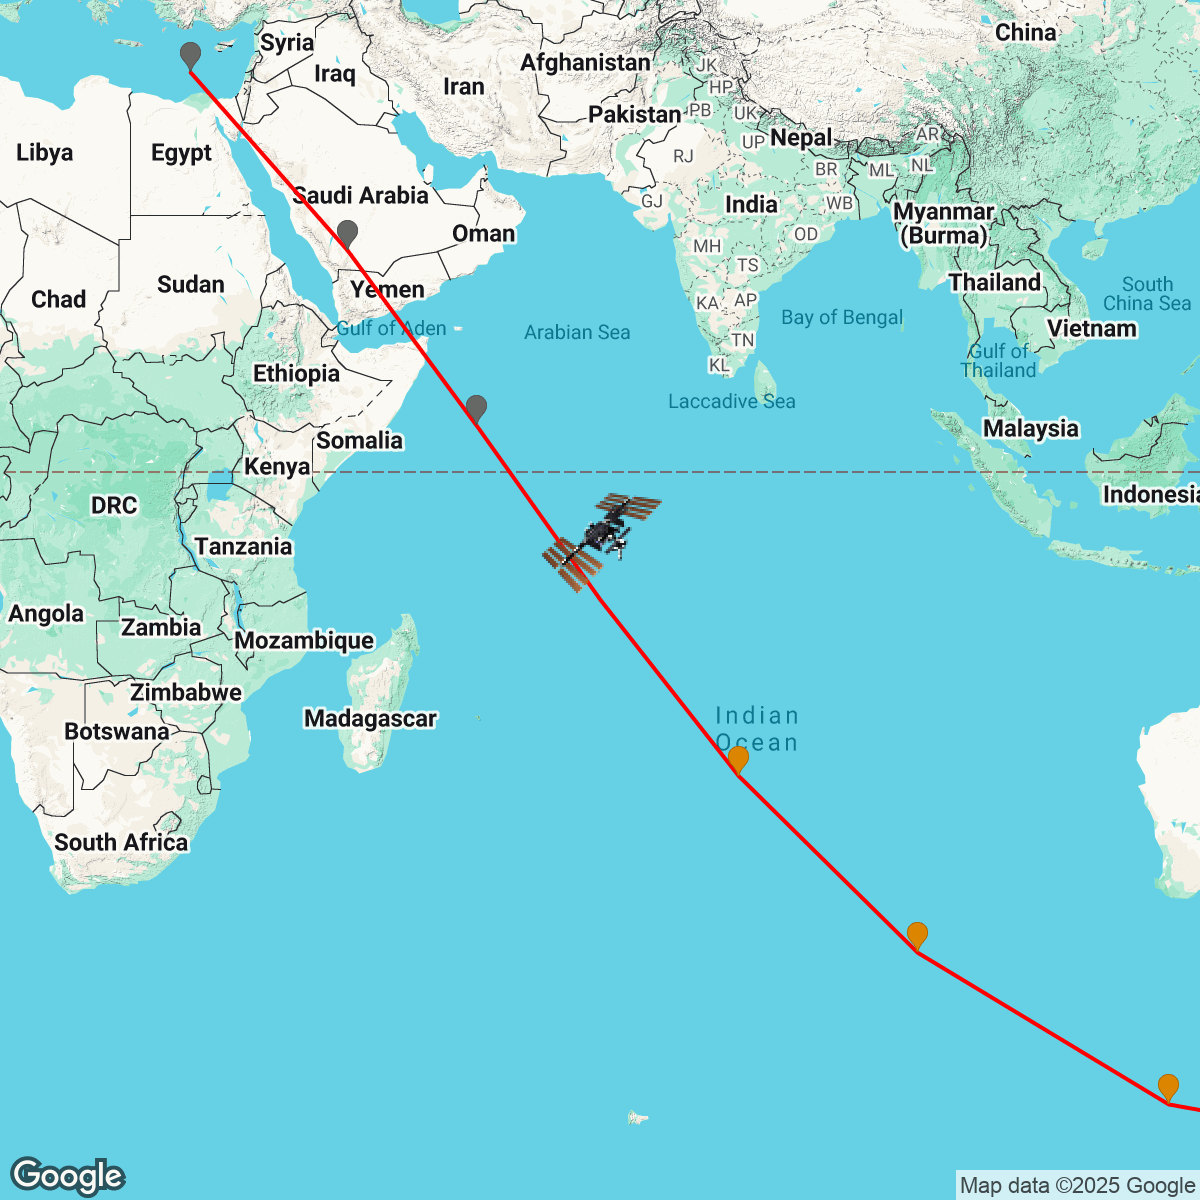 Syria
China
Afghanistan
JK
Iraq
Iran
HP
Pakistan
PB
UK
Nepal
AR
UP
Libya
Egypt
RJ
BR
ML
NL
Saudi Arabia
GJ
India
WB
Myanmar
(Burma)
Oman
OD
MH
TS
Sudan
Yemen
Thailand
South
China Sea
Chad
KA
AP
Bay of Bengal
Gulf of Aden
Arabian Sea
Vietnam
TN
Gulf of
Thailand
KL
Ethiopia
Laccadive Sea
Malaysia
Somalia
Kenya
Indonesia
DRC
Tanzania
Angola
Zambia
Mozambique
Zimbabwe
Madagascar
Indian
Ocean
Botswana
South Africa
Google
Map data ©2025 Google